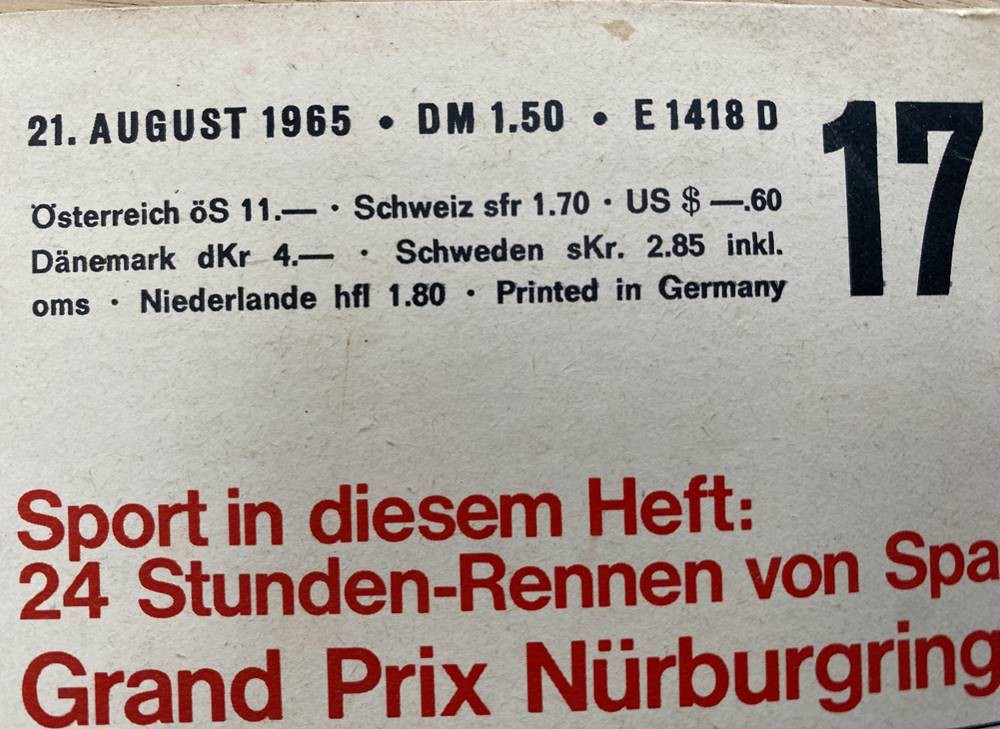 21. AUGUST 1965 • DM 1.50 • E 1418 D
17
Österreich öS 11.— · Schweiz sfr 1.70 · US $ —.60
Dänemark dKr 4.— · Schweden sKr. 2.85 inkl.
oms · Niederlande hfl 1.80 · Printed in Germany
Sport in diesem Heft:
24 Stunden-Rennen von Spa
Grand Prix Nürburgring